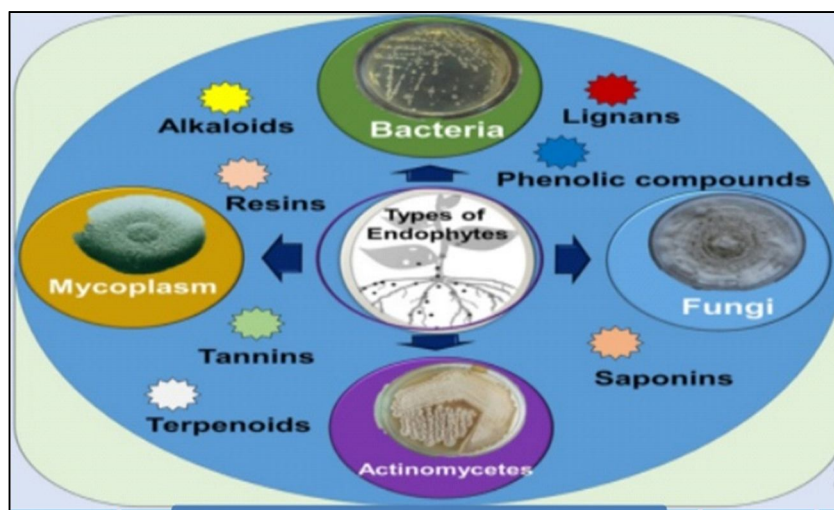 Alkaloids
Bacteria
Lignans
Resins
Phenolic compounds
Types of
Endophytes
Mycoplasm
Fungi
Tannins
Saponins
Terpenoids
Actinomycetes